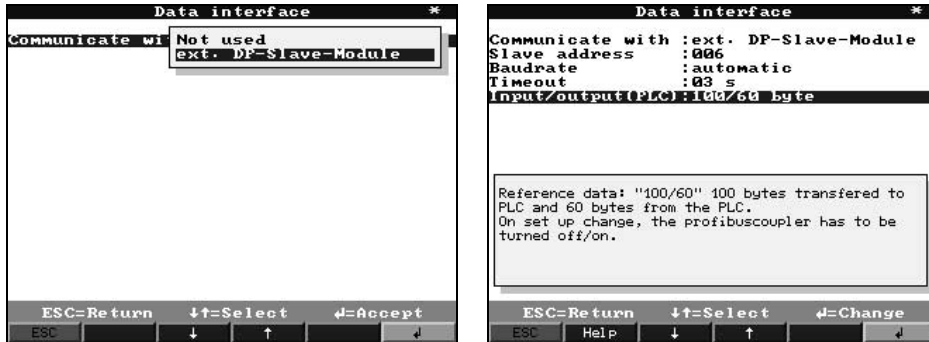 Data interface *
Communicate wi
Not used
ext. DP-Slave-Module
ESC=Return ↓↑=Select ↲=Accept
ESC ↓ ↑ ↲
Data interface *
Communicate with :ext. DP-Slave-Module
Slave address :006
Baudrate :automatic
Timeout :03 s
Input/output(PLC):100/60 byte
Reference data: "100/60" 100 bytes transfered to
PLC and 60 bytes from the PLC.
On set up change, the profibuscoupler has to be
turned off/on.
ESC=Return ↓↑=Select ↲=Change
ESC Help ↓ ↑ ↲